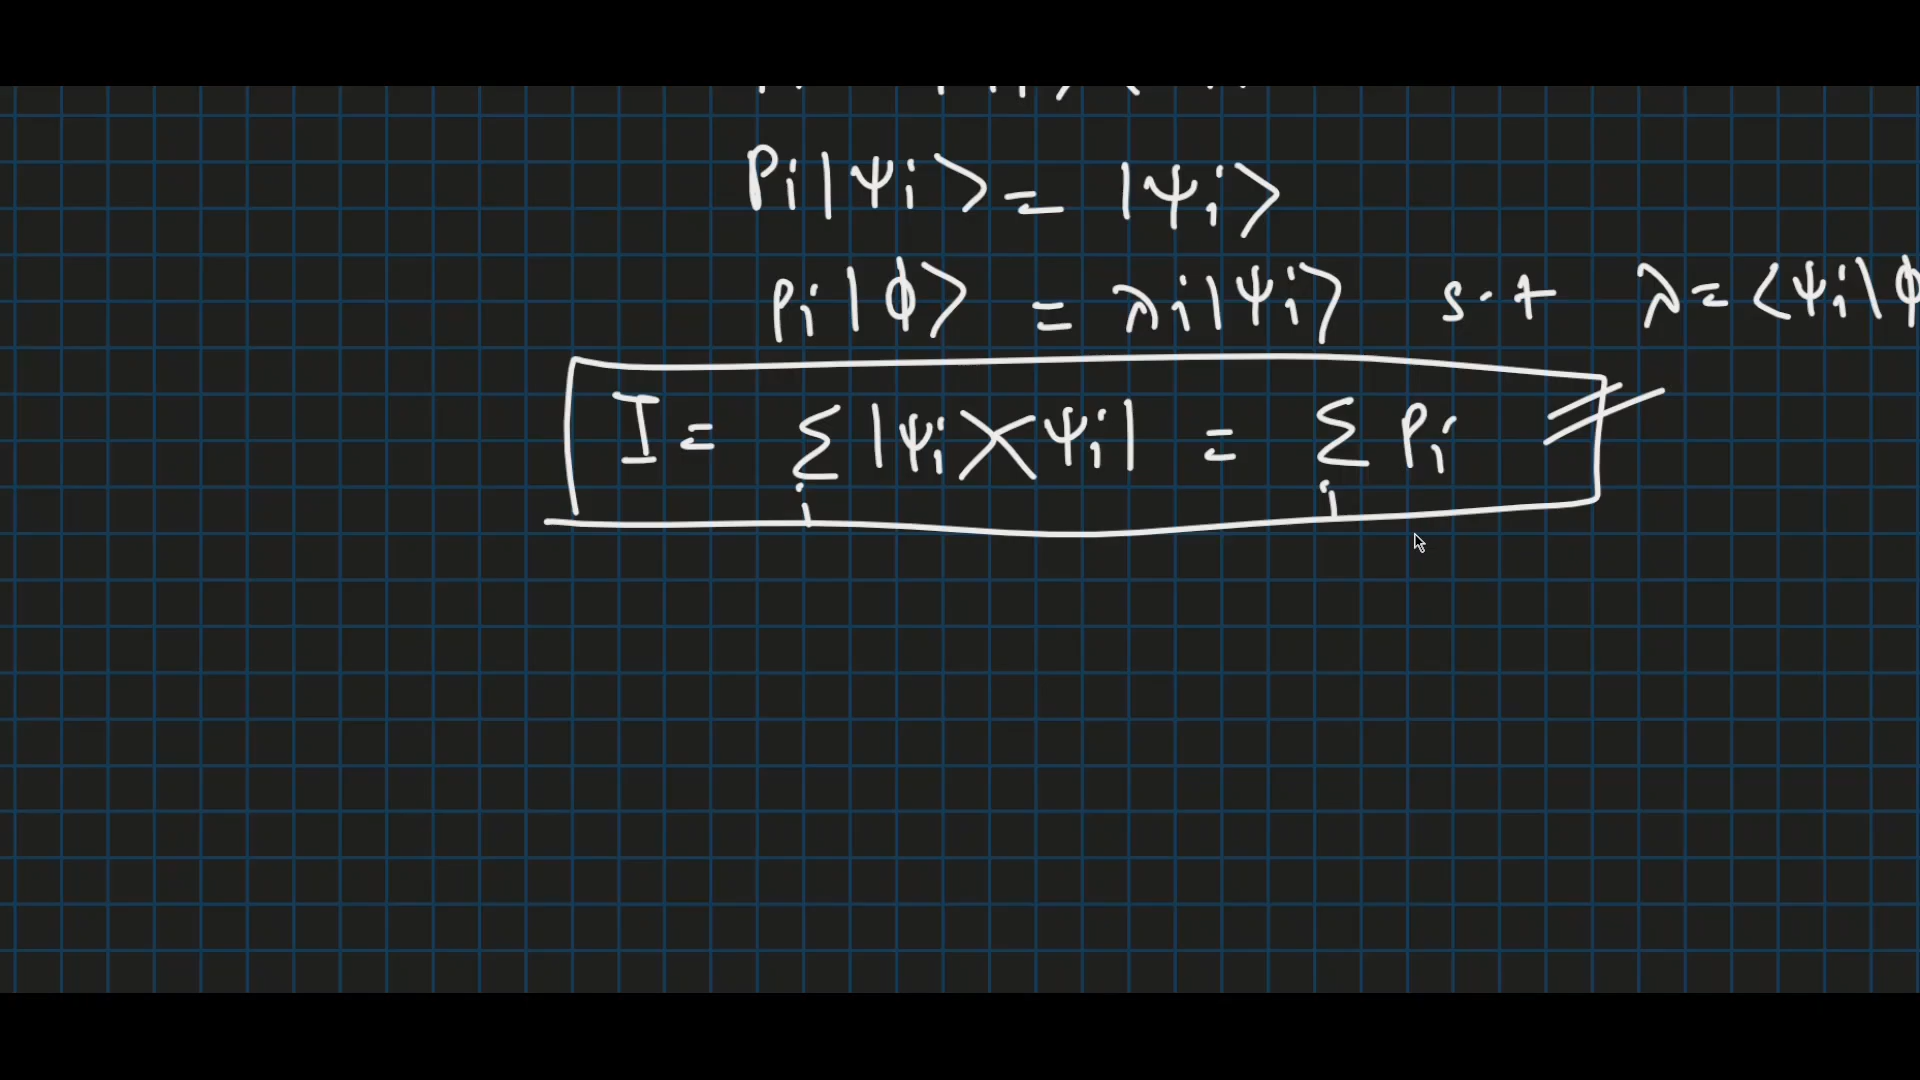 Pi|Ψi> = |Ψi>
Pi|ϕ> = λi|Ψi> s.t λ = <Ψi|ϕ
I = Σ|Ψi><Ψi| = Σ Pi
i i